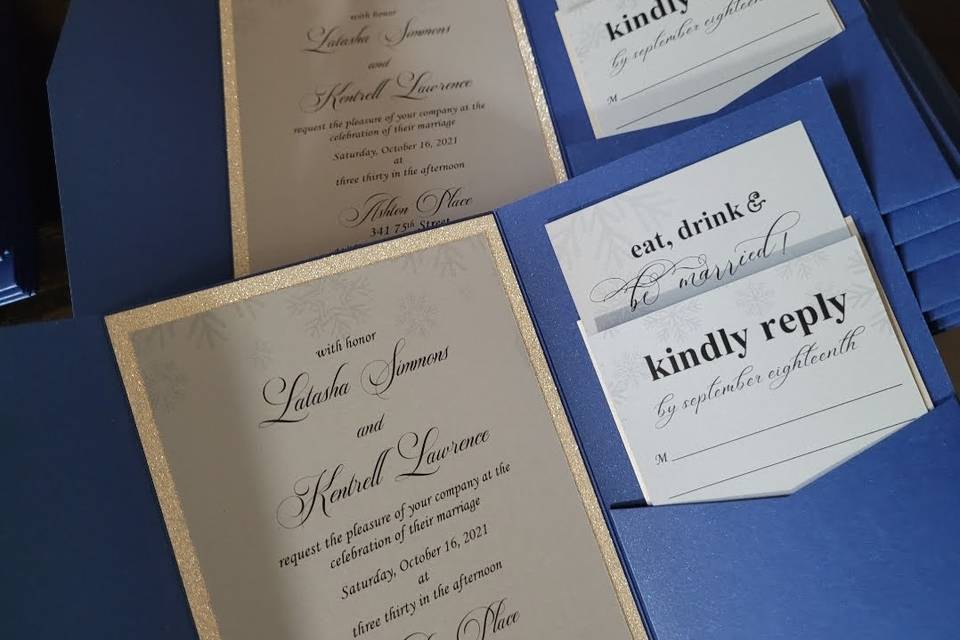 with honor
Latasha Simmons
and
Kentrell Lawrence
request the pleasure of your company at the
celebration of their marriage
Saturday, October 16, 2021
at
three thirty in the afternoon
Ashton Place
341 75th Street
kindly
by september eighteenth
M
with honor
Latasha Simmons
and
Kentrell Lawrence
request the pleasure of your company at the
celebration of their marriage
Saturday, October 16, 2021
at
three thirty in the afternoon
Place
eat, drink &
be married!
kindly reply
by september eighteenth
M